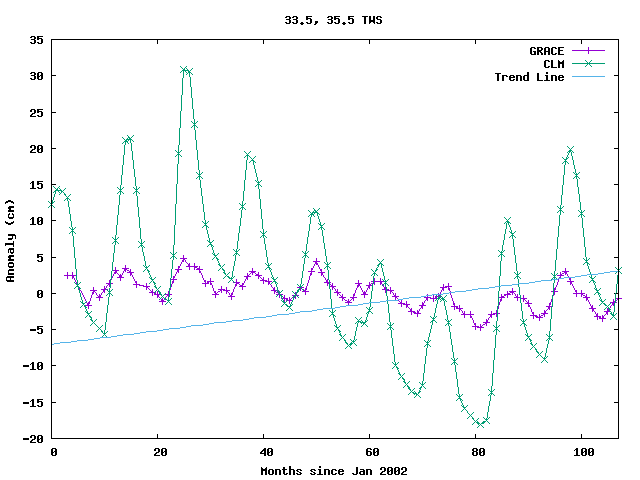 33.5, 35.5 TWS
GRACE
CLM
Trend Line
35
30
25
20
15
10
5
0
-5
-10
-15
-20
Anomaly (cm)
0 20 40 60 80 100
Months since Jan 2002